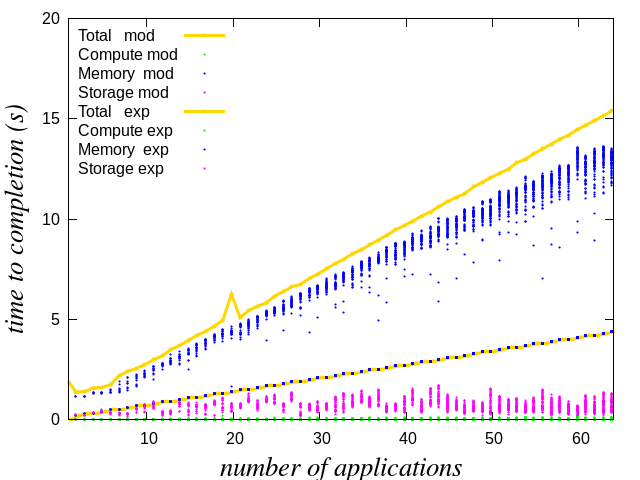 20
15
10
5
0
time to completion (s)
Total mod
Compute mod
Memory mod
Storage mod
Total exp
Compute exp
Memory exp
Storage exp
10 20 30 40 50 60
number of applications